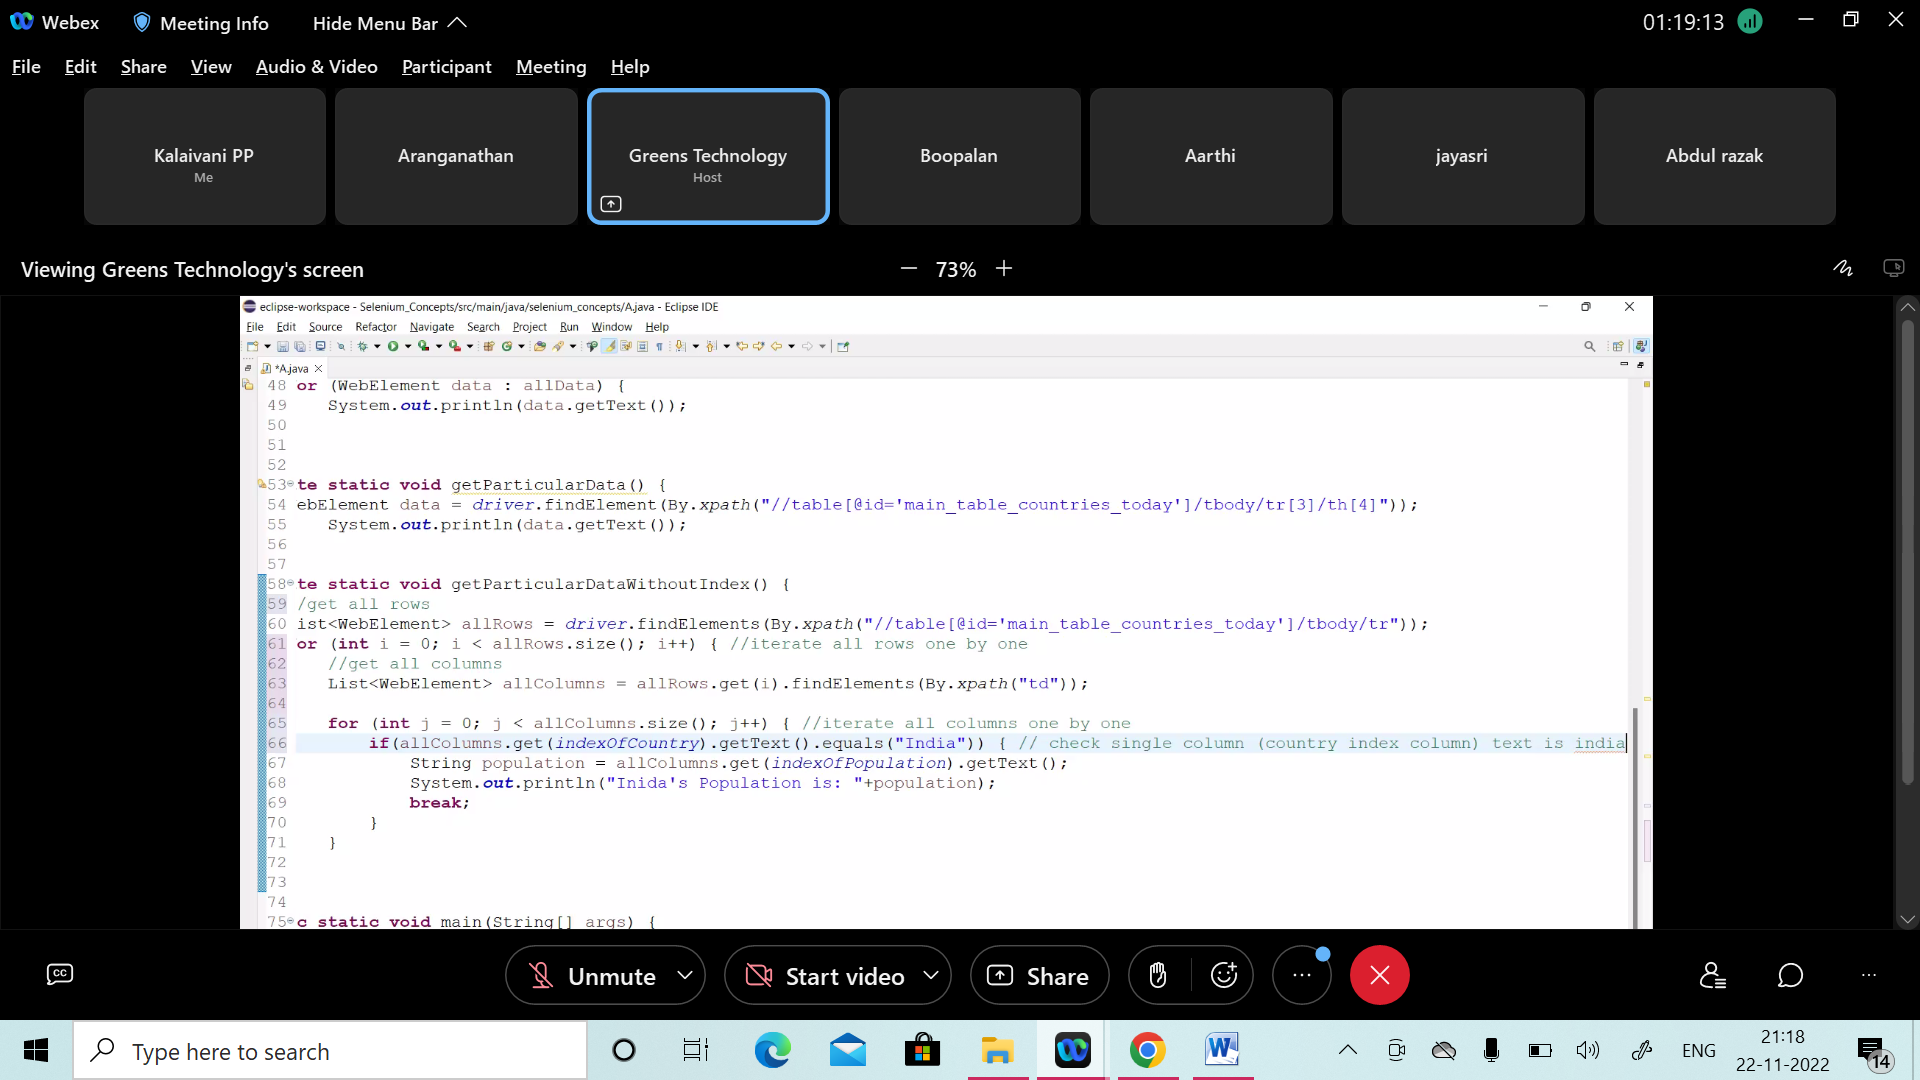 Webex Meeting Info Hide Menu Bar 01:19:13
File Edit Share View Audio & Video Participant Meeting Help
Kalaivani PP
Me
Aranganathan
Greens Technology
Host
Boopalan
Aarthi
jayasri
Abdul razak
Viewing Greens Technology's screen 73%
eclipse-workspace - Selenium_Concepts/src/main/java/selenium_concepts/A.java - Eclipse IDE
File Edit Source Refactor Navigate Search Project Run Window Help
*A.java
48 or (WebElement data : allData) {
49 System.out.println(data.getText());
50
51
52
53 te static void getParticularData() {
54 ebElement data = driver.findElement(By.xpath("//table[@id='main_table_countries_today']/tbody/tr[3]/th[4]"));
55 System.out.println(data.getText());
56
57
58 te static void getParticularDataWithoutIndex() {
59 /get all rows
60 ist<WebElement> allRows = driver.findElements(By.xpath("//table[@id='main_table_countries_today']/tbody/tr"));
61 or (int i = 0; i < allRows.size(); i++) { //iterate all rows one by one
62 //get all columns
63 List<WebElement> allColumns = allRows.get(i).findElements(By.xpath("td"));
64
65 for (int j = 0; j < allColumns.size(); j++) { //iterate all columns one by one
66 if(allColumns.get(indexOfCountry).getText().equals("India")) { // check single column (country index column) text is india
67 String population = allColumns.get(indexOfPopulation).getText();
68 System.out.println("Inida's Population is: "+population);
69 break;
70 }
71 }
72
73
74
75 c static void main(String[] args) {
CC Unmute Start video Share
Type here to search
ENG
21:18
22-11-2022
14